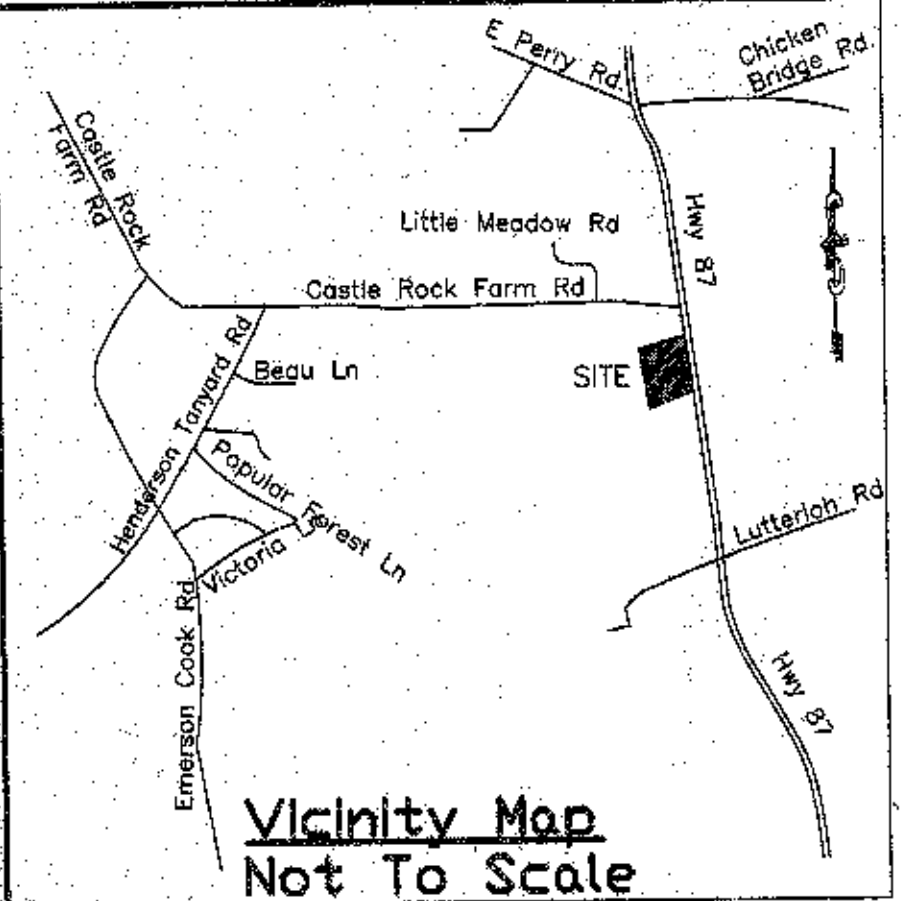 E Perry Rd.
Chicken
Bridge Rd.
Castle Rock
Farm Rd
Little Meadow Rd
Hwy 87
Castle Rock Farm Rd
Beau Ln
SITE
Henderson Tanyard Rd
Popular Forest Ln
Lutterloh Rd
Victoria
Emerson Cook Rd
Hwy 87
Vicinity Map
Not To Scale